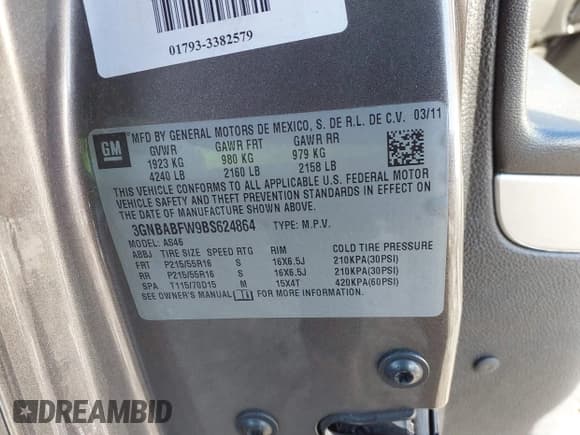 01793-3382579
GM
MFD BY GENERAL MOTORS DE MEXICO, S. DE R.L. DE C.V. 03/11
GVWR GAWR FRT GAWR RR
1923 KG 980 KG 979 KG
4240 LB 2160 LB 2158 LB
THIS VEHICLE CONFORMS TO ALL APPLICABLE U.S. FEDERAL MOTOR
VEHICLE SAFETY AND THEFT PREVENTION STANDARDS IN EFFECT ON
THE DATE OF MANUFACTURE SHOWN ABOVE.
3GNBABFW9BS624864 TYPE: M.P.V.
MODEL: AS46
ABBJ TIRE SIZE SPEED RTG RIM COLD TIRE PRESSURE
FRT P215/55R16 S 16X6.5J 210KPA(30PSI)
RR P215/55R16 S 16X6.5J 210KPA(30PSI)
SPA T115/70D15 M 15X4T 420KPA(60PSI)
SEE OWNER'S MANUAL FOR MORE INFORMATION.
DREAMBID